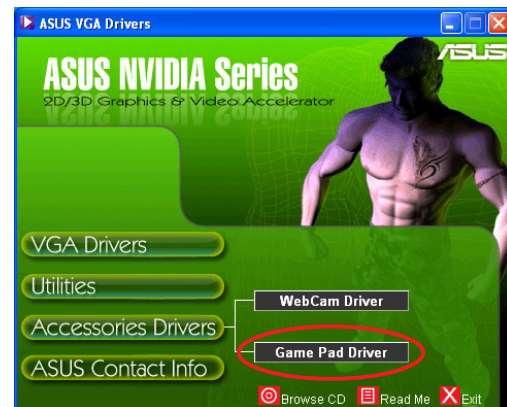 ASUS VGA Drivers
ASUS
ASUS NVIDIA Series
2D/3D Graphics & Video Accelerator
VGA Drivers
Utilities
WebCam Driver
Accessories Drivers
Game Pad Driver
ASUS Contact Info
Browse CD Read Me Exit